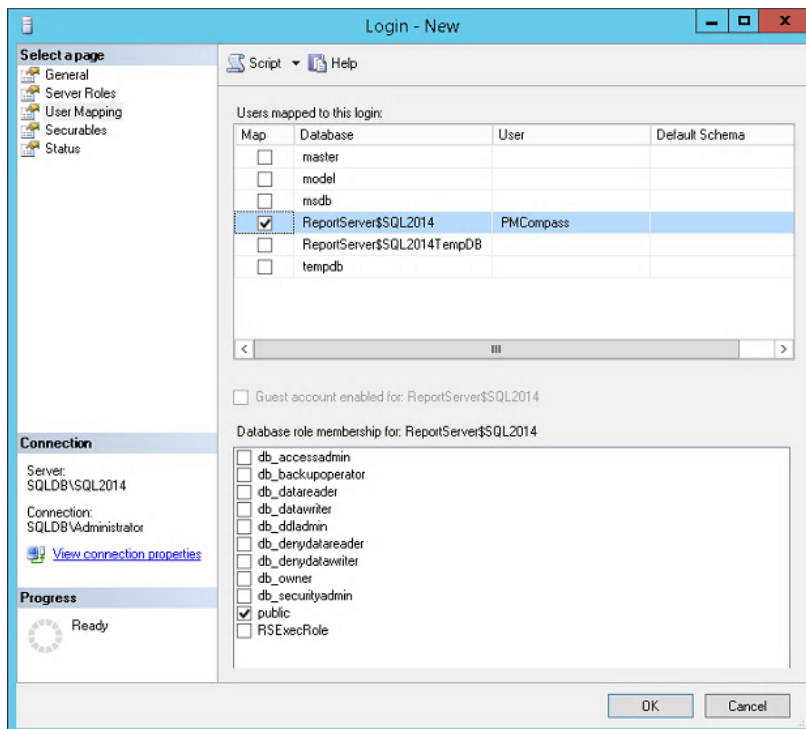 Login - New
x
Select a page
General
Server Roles
User Mapping
Securables
Status
Script Help
Users mapped to this login:
Map Database User Default Schema
master
model
msdb
ReportServer$SQL2014 PMCompass
ReportServer$SQL2014TempDB
tempdb
Guest account enabled for: ReportServer$SQL2014
Database role membership for: ReportServer$SQL2014
db_accessadmin
db_backupoperator
db_datareader
db_datawriter
db_ddladmin
db_denydatareader
db_denydatawriter
db_owner
db_securityadmin
public
RSExecRole
Connection
Server:
SQLDB\SQL2014
Connection:
SQLDB\Administrator
View connection properties
Progress
Ready
OK Cancel